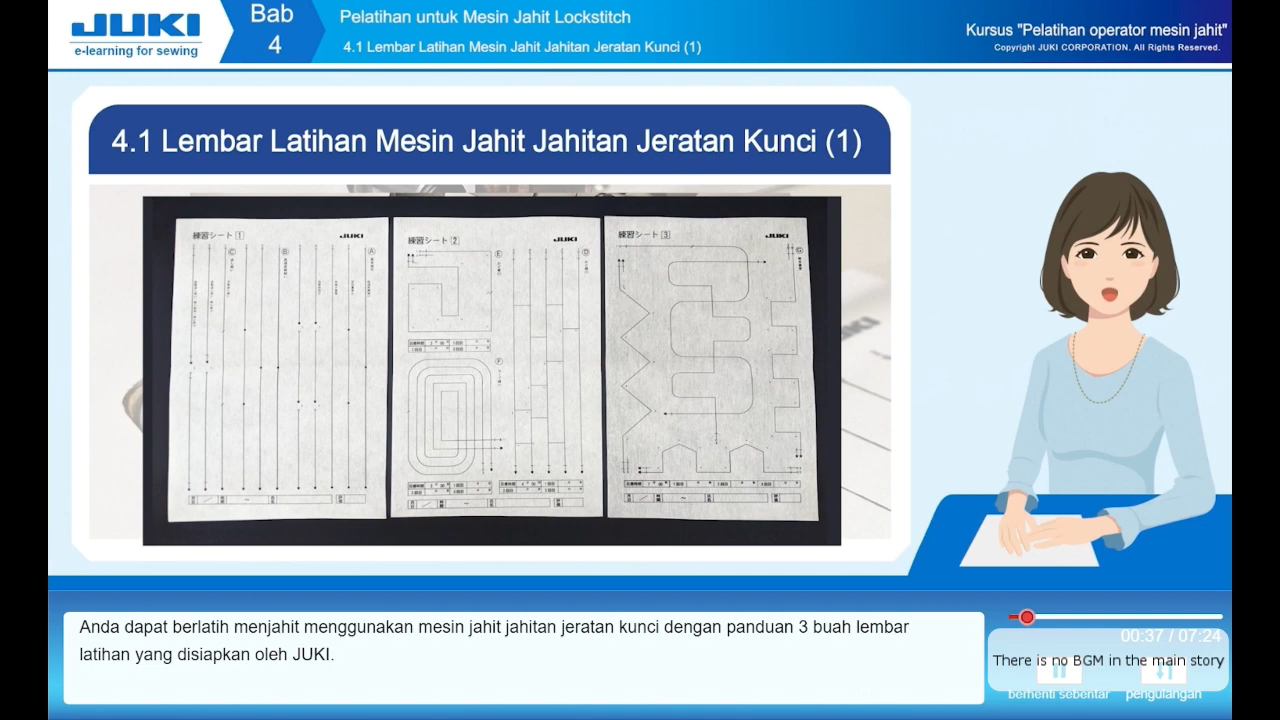 JUKI
e-learning for sewing
Bab
4
Pelatihan untuk Mesin Jahit Lockstitch
4.1 Lembar Latihan Mesin Jahit Jahitan Jeratan Kunci (1)
Kursus "Pelatihan operator mesin jahit"
Copyright JUKI CORPORATION. All Rights Reserved.
4.1 Lembar Latihan Mesin Jahit Jahitan Jeratan Kunci (1)
練習シート 1
JUKI
C
B
A
練習シート 2
JUKI
E
D
F
練習シート 3
JUKI
G
JUKI
Anda dapat berlatih menjahit menggunakan mesin jahit jahitan jeratan kunci dengan panduan 3 buah lembar
latihan yang disiapkan oleh JUKI.
00:37 / 07:24
There is no BGM in the main story
berhenti sebentar
pengulangan